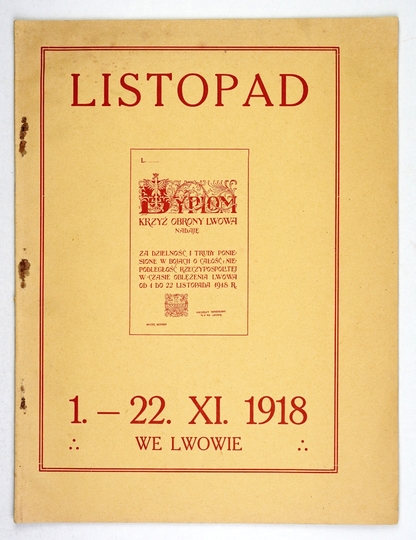 LISTOPAD
L.......
DYPLOM
KRZYŻ OBRONY LWOWA
NADAJĘ
ZA DZIELNOŚĆ I TRUDY PONIE-
SIONE W BOJACH O CAŁOŚĆ I NIE-
PODLEGŁOŚĆ RZECZYPOSPOLITEJ
W CZASIE OBLĘŻENIA LWOWA
OD 1 DO 22 LISTOPADA 1918 R.
1. — 22. XI. 1918
WE LWOWIE